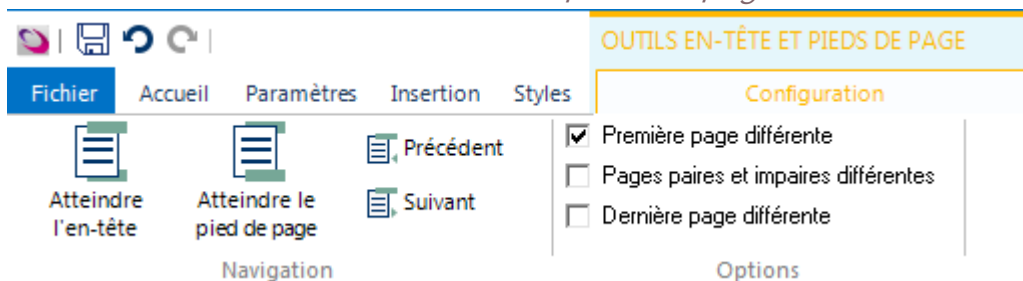 OUTILS EN-TÊTE ET PIEDS DE PAGE
Fichier Accueil Paramètres Insertion Styles Configuration
Atteindre l'en-tête
Atteindre le pied de page
Précédent
Suivant
Première page différente
Pages paires et impaires différentes
Dernière page différente
Navigation
Options